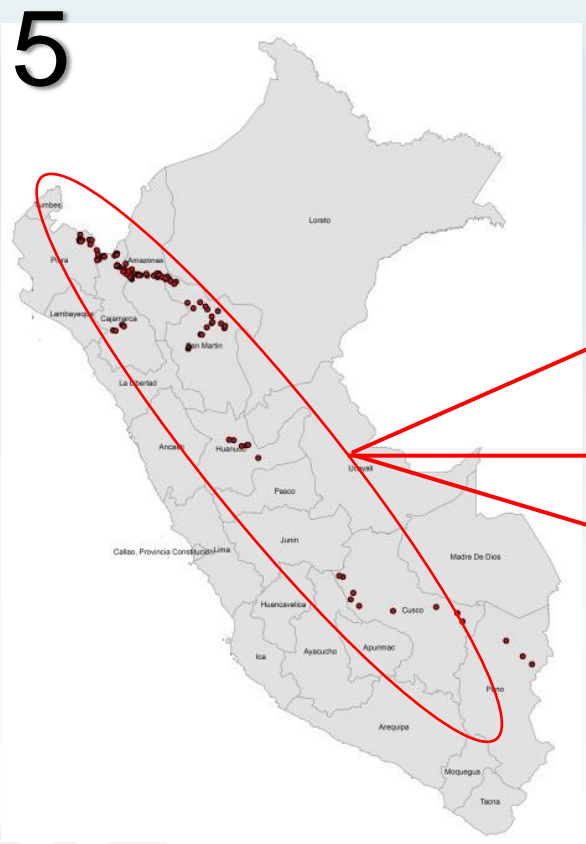 5
Loreto
Tumbes
Amazonas
Piura
Lambayeque
Cajamarca
San Martin
La Libertad
Ancash
Huanuco
Ucayali
Pasco
Junin
Callao, Provincia Constitucion
Lima
Madre De Dios
Huancavelica
Cusco
Ica
Ayacucho
Apurimac
Puno
Arequipa
Moquegua
Tacna